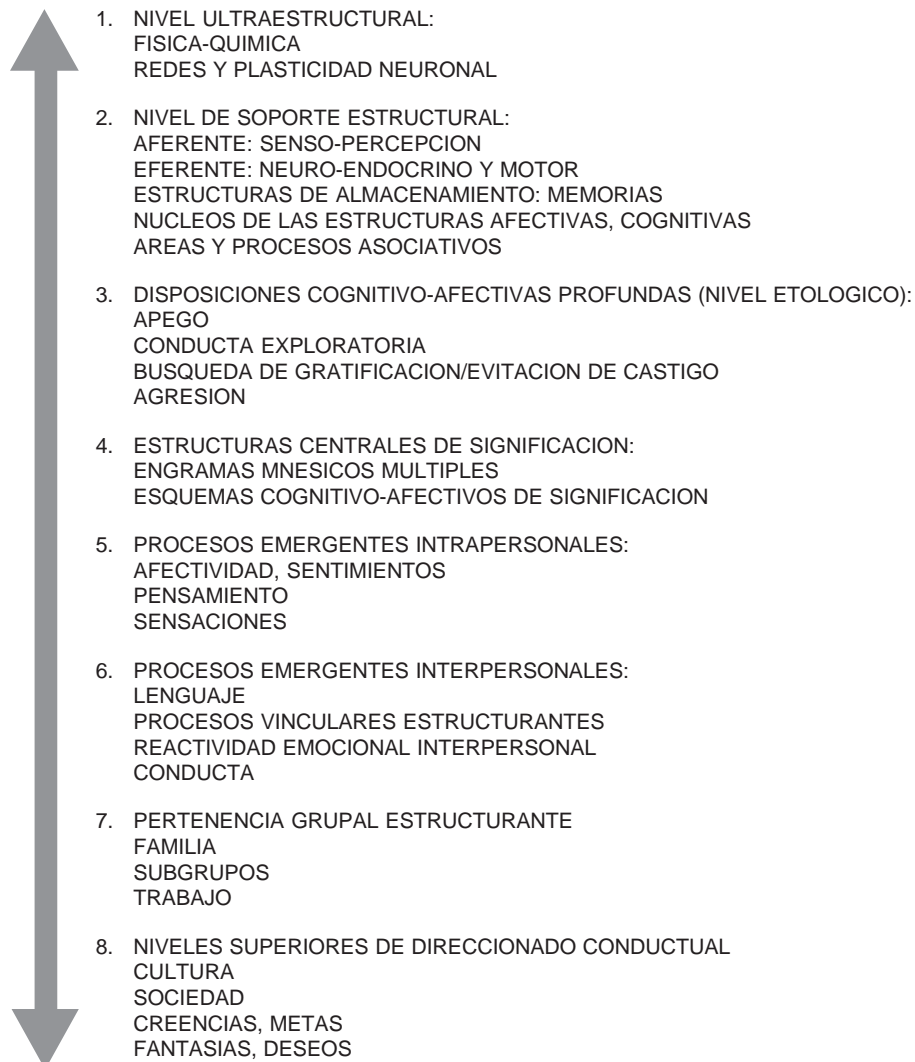 1. NIVEL ULTRAESTRUCTURAL:
FISICA-QUIMICA
REDES Y PLASTICIDAD NEURONAL
2. NIVEL DE SOPORTE ESTRUCTURAL:
AFERENTE: SENSO-PERCEPCION
EFERENTE: NEURO-ENDOCRINO Y MOTOR
ESTRUCTURAS DE ALMACENAMIENTO: MEMORIAS
NUCLEOS DE LAS ESTRUCTURAS AFECTIVAS, COGNITIVAS
AREAS Y PROCESOS ASOCIATIVOS
3. DISPOSICIONES COGNITIVO-AFECTIVAS PROFUNDAS (NIVEL ETOLOGICO):
APEGO
CONDUCTA EXPLORATORIA
BUSQUEDA DE GRATIFICACION/EVITACION DE CASTIGO
AGRESION
4. ESTRUCTURAS CENTRALES DE SIGNIFICACION:
ENGRAMAS MNESICOS MULTIPLES
ESQUEMAS COGNITIVO-AFECTIVOS DE SIGNIFICACION
5. PROCESOS EMERGENTES INTRAPERSONALES:
AFECTIVIDAD, SENTIMIENTOS
PENSAMIENTO
SENSACIONES
6. PROCESOS EMERGENTES INTERPERSONALES:
LENGUAJE
PROCESOS VINCULARES ESTRUCTURANTES
REACTIVIDAD EMOCIONAL INTERPERSONAL
CONDUCTA
7. PERTENENCIA GRUPAL ESTRUCTURANTE
FAMILIA
SUBGRUPOS
TRABAJO
8. NIVELES SUPERIORES DE DIRECCIONADO CONDUCTUAL
CULTURA
SOCIEDAD
CREENCIAS, METAS
FANTASIAS, DESEOS